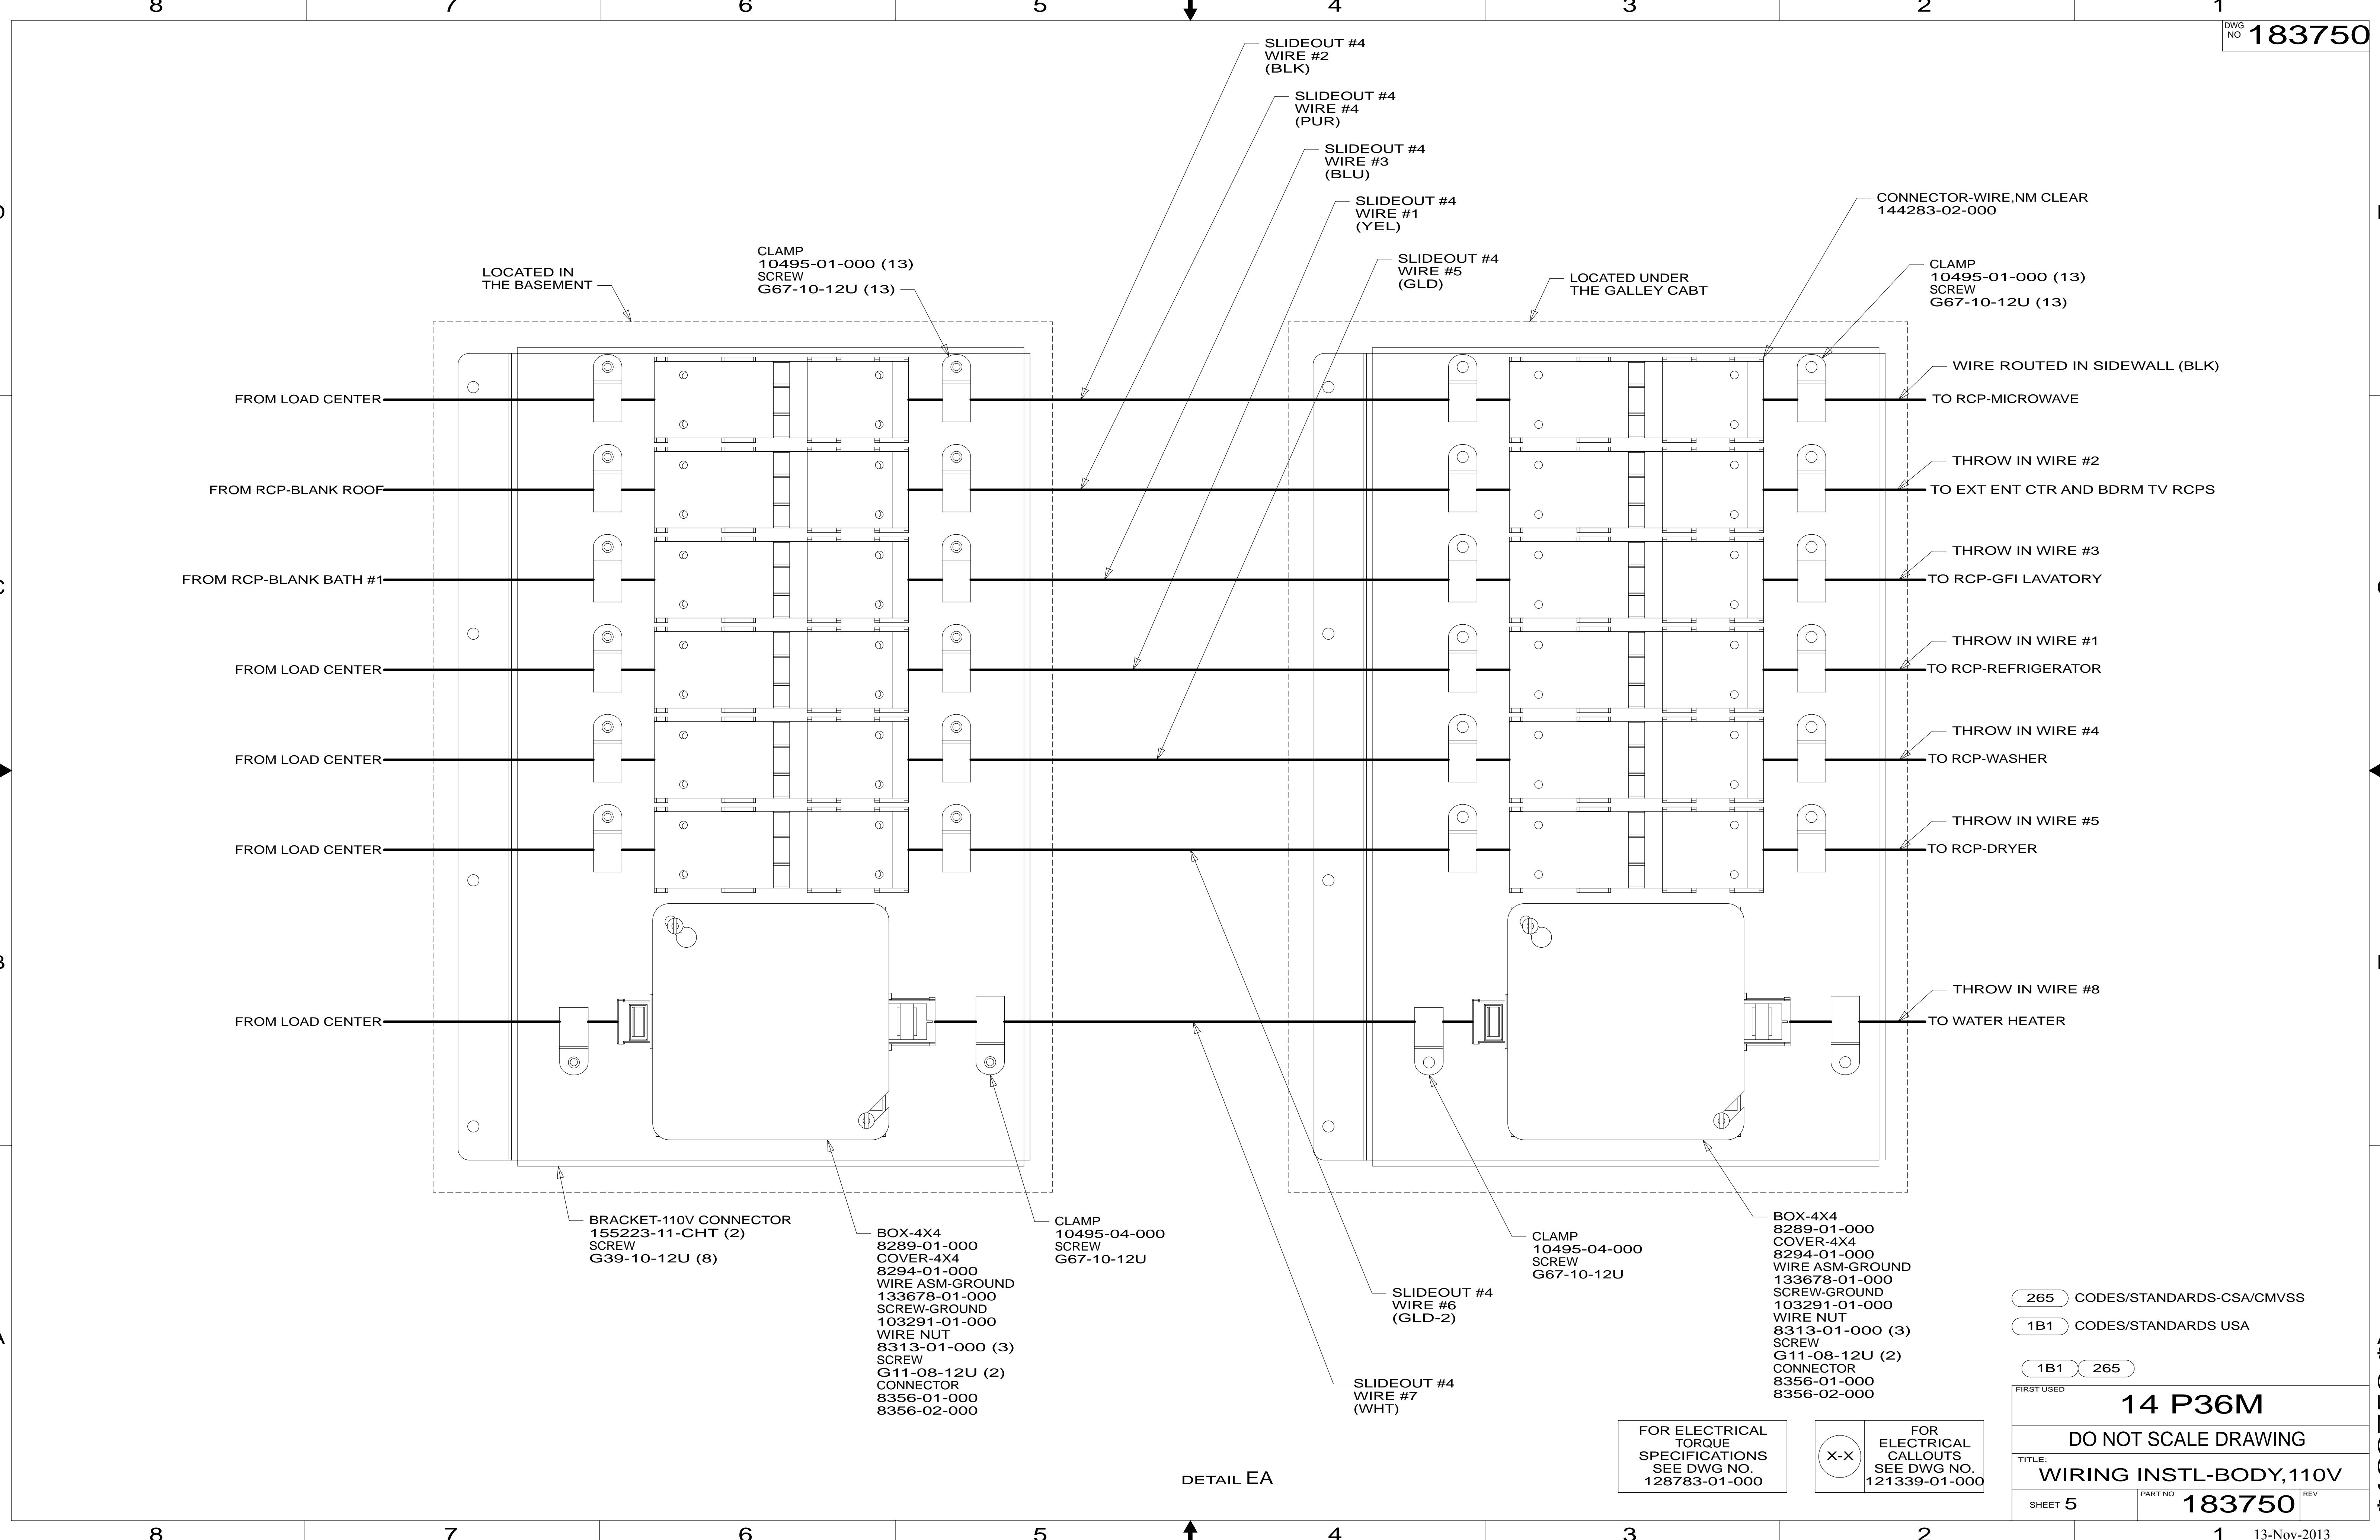 8 7 6 5 4 3 2 1
DWG
NO 183750
SLIDEOUT #4
WIRE #2
(BLK)
SLIDEOUT #4
WIRE #4
(PUR)
SLIDEOUT #4
WIRE #3
(BLU)
SLIDEOUT #4
WIRE #1
(YEL)
SLIDEOUT #4
WIRE #5
(GLD)
CONNECTOR-WIRE,NM CLEAR
144283-02-000
LOCATED IN
THE BASEMENT
CLAMP
10495-01-000 (13)
SCREW
G67-10-12U (13)
LOCATED UNDER
THE GALLEY CABT
CLAMP
10495-01-000 (13)
SCREW
G67-10-12U (13)
FROM LOAD CENTER
FROM RCP-BLANK ROOF
FROM RCP-BLANK BATH #1
FROM LOAD CENTER
FROM LOAD CENTER
FROM LOAD CENTER
FROM LOAD CENTER
WIRE ROUTED IN SIDEWALL (BLK)
TO RCP-MICROWAVE
THROW IN WIRE #2
TO EXT ENT CTR AND BDRM TV RCPS
THROW IN WIRE #3
TO RCP-GFI LAVATORY
THROW IN WIRE #1
TO RCP-REFRIGERATOR
THROW IN WIRE #4
TO RCP-WASHER
THROW IN WIRE #5
TO RCP-DRYER
THROW IN WIRE #8
TO WATER HEATER
BRACKET-110V CONNECTOR
155223-11-CHT (2)
SCREW
G39-10-12U (8)
BOX-4X4
8289-01-000
COVER-4X4
8294-01-000
WIRE ASM-GROUND
133678-01-000
SCREW-GROUND
103291-01-000
WIRE NUT
8313-01-000 (3)
SCREW
G11-08-12U (2)
CONNECTOR
8356-01-000
8356-02-000
CLAMP
10495-04-000
SCREW
G67-10-12U
SLIDEOUT #4
WIRE #6
(GLD-2)
SLIDEOUT #4
WIRE #7
(WHT)
CLAMP
10495-04-000
SCREW
G67-10-12U
BOX-4X4
8289-01-000
COVER-4X4
8294-01-000
WIRE ASM-GROUND
133678-01-000
SCREW-GROUND
103291-01-000
WIRE NUT
8313-01-000 (3)
SCREW
G11-08-12U (2)
CONNECTOR
8356-01-000
8356-02-000
265 CODES/STANDARDS-CSA/CMVSS
1B1 CODES/STANDARDS USA
1B1 265
FIRST USED
14 P36M
DO NOT SCALE DRAWING
TITLE:
WIRING INSTL-BODY,110V
SHEET 5
PART NO 183750
REV
FOR ELECTRICAL
TORQUE
SPECIFICATIONS
SEE DWG NO.
128783-01-000
X-X
FOR
ELECTRICAL
CALLOUTS
SEE DWG NO.
121339-01-000
DETAIL EA
8 7 6 5 4 3 2 1
13-Nov-2013